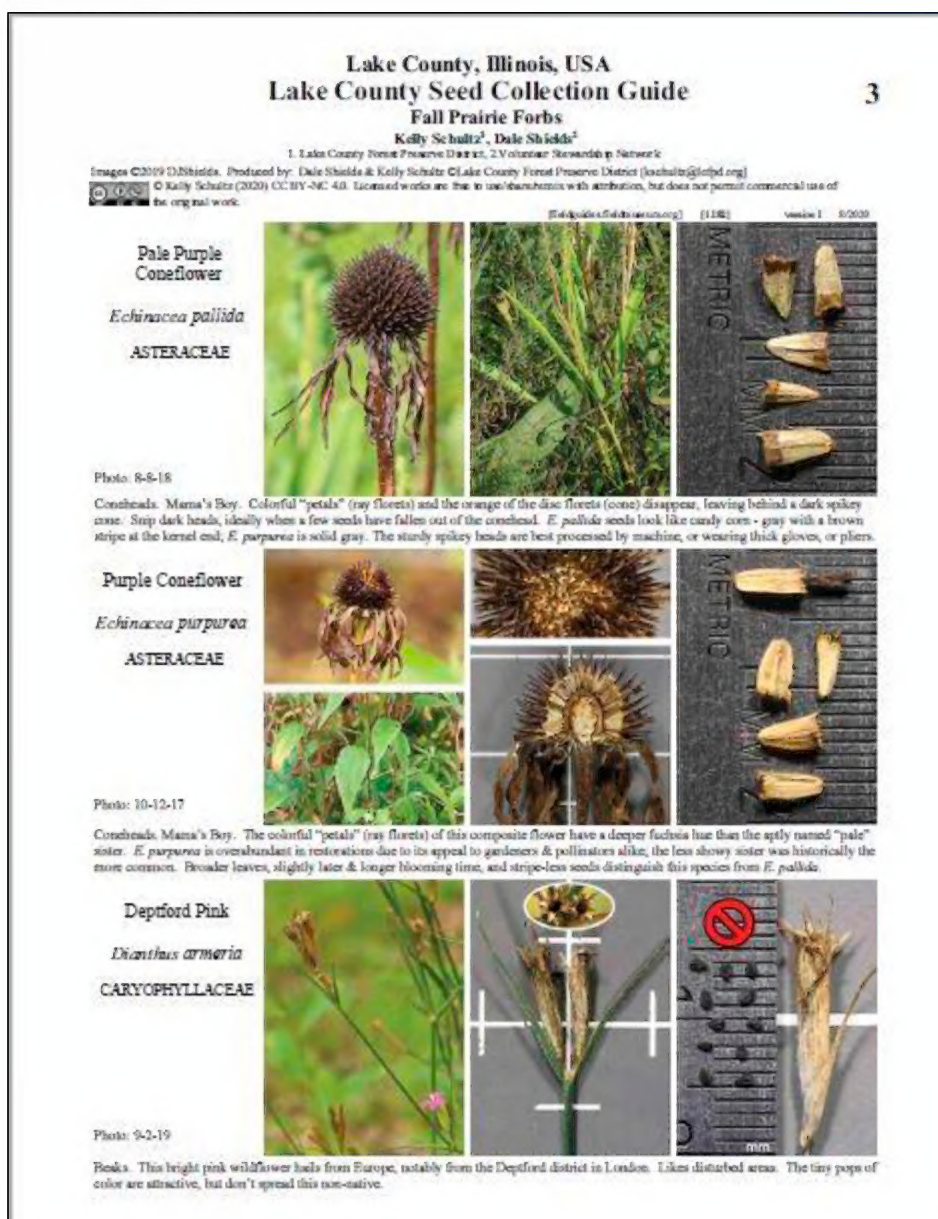 Lake County, Illinois, USA
Lake County Seed Collection Guide
3
Fall Prairie Forbs
Kelly Schultz¹, Dale Shields²
1. Lake County Forest Preserve District, 2.Volunteer Stewardship Network
Images ©2019 DJShields. Produced by: Dale Shields & Kelly Schultz ©Lake County Forest Preserve District [kschultz@lcfpd.org]
© Kelly Schultz (2020) CC BY-NC 4.0. Licensed works are free to use/share/remix with attribution, but does not permit commercial use of
the original work.
[fieldguides.fieldmuseum.org] [1282] version 1 8/2020
Pale Purple
Coneflower
Echinacea pallida
ASTERACEAE
METRIC
Photo: 8-8-18
Coneheads. Mama's Boy. Colorful "petals" (ray florets) and the orange of the disc florets (cone) disappear, leaving behind a dark spikey
cone. Snip dark heads, ideally when a few seeds have fallen out of the conehead. E. pallida seeds look like candy corn - gray with a brown
stripe at the kernel end; E. purpurea is solid gray. The sturdy spikey heads are best processed by machine, or wearing thick gloves, or pliers.
Purple Coneflower
Echinacea purpurea
ASTERACEAE
METRIC
Photo: 10-12-17
Coneheads. Mama's Boy. The colorful "petals" (ray florets) of this composite flower have a deeper fuchsia hue than the aptly named "pale"
sister. E. purpurea is overabundant in restorations due to its appeal to gardeners & pollinators alike, the less showy sister was historically the
more common. Broader leaves, slightly later & longer blooming time, and stripe-less seeds distinguish this species from E. pallida.
Deptford Pink
Dianthus armeria
CARYOPHYLLACEAE
mm
Photo: 9-2-19
Beaks. This bright pink wildflower hails from Europe, notably from the Deptford district in London. Likes disturbed areas. The tiny pops of
color are attractive, but don't spread this non-native.